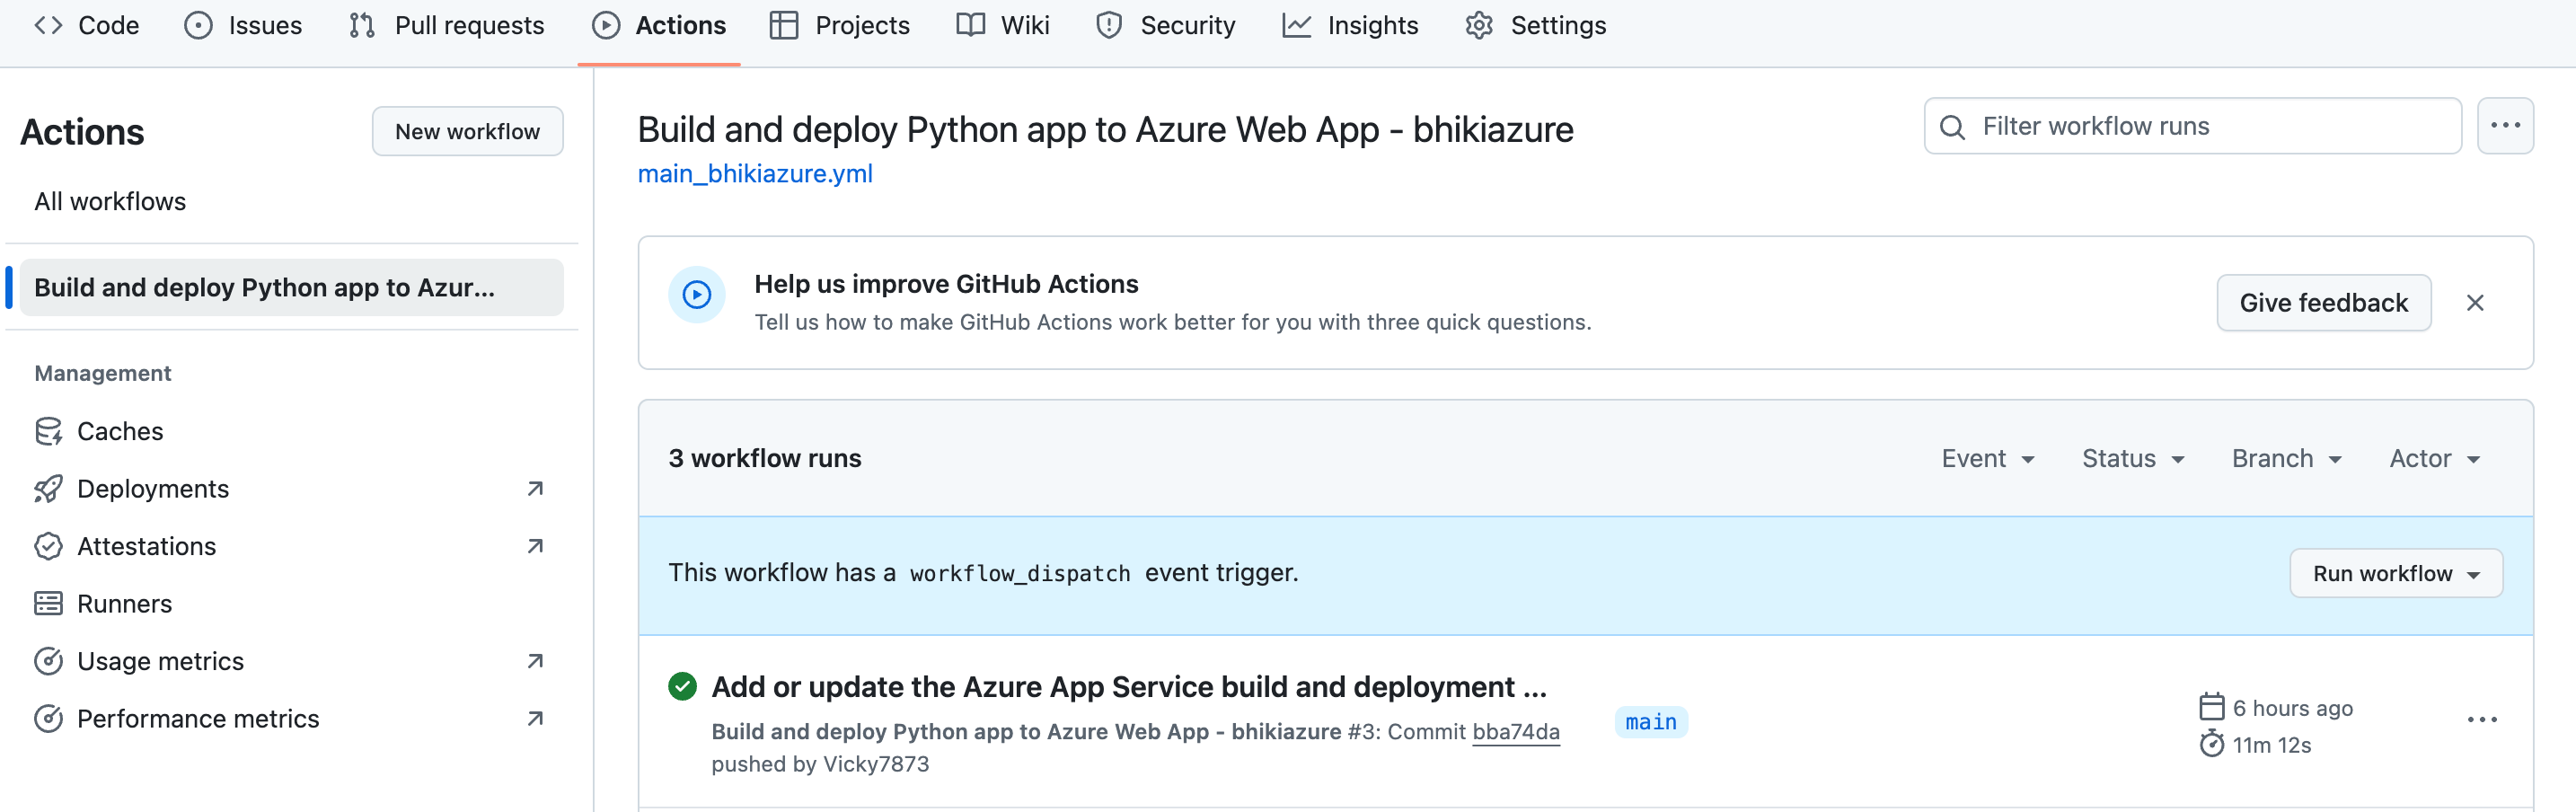 Code Issues Pull requests Actions Projects Wiki Security Insights Settings
Actions
New workflow
All workflows
Build and deploy Python app to Azur...
Management
Caches
Deployments
Attestations
Runners
Usage metrics
Performance metrics
Build and deploy Python app to Azure Web App - bhikiazure
main_bhikiazure.yml
Filter workflow runs
Help us improve GitHub Actions
Tell us how to make GitHub Actions work better for you with three quick questions.
Give feedback
3 workflow runs
Event Status Branch Actor
This workflow has a workflow_dispatch event trigger.
Run workflow
Add or update the Azure App Service build and deployment ...
Build and deploy Python app to Azure Web App - bhikiazure #3: Commit bba74da
pushed by Vicky7873
main
6 hours ago
11m 12s